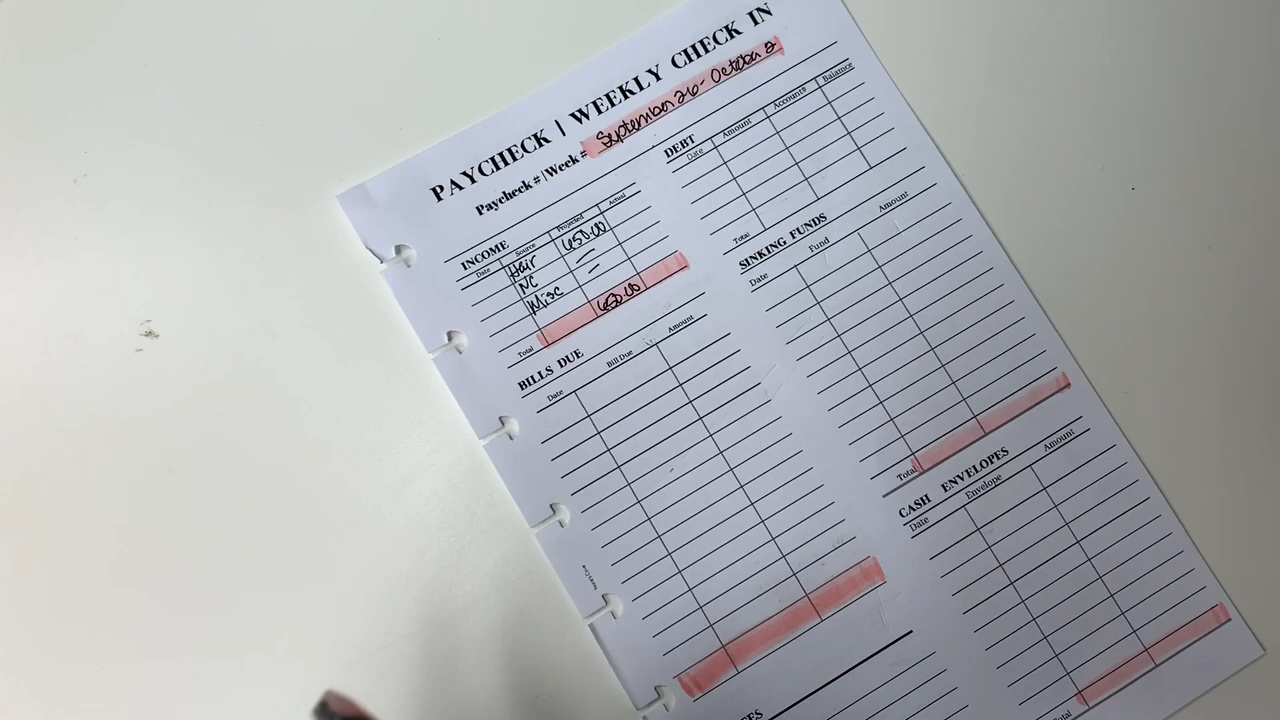 PAYCHECK | WEEKLY CHECK IN
Paycheck # | Week # September 26- October 2
INCOME
Date Source Projected Actual
Hair 650.00
NC =
Misc =
Total 650.00
BILLS DUE
Date Bill Due Amount
DEBT
Date Amount Account# Balance
Total
SINKING FUNDS
Date Fund Amount
Total
CASH ENVELOPES
Date Envelope Amount
Total